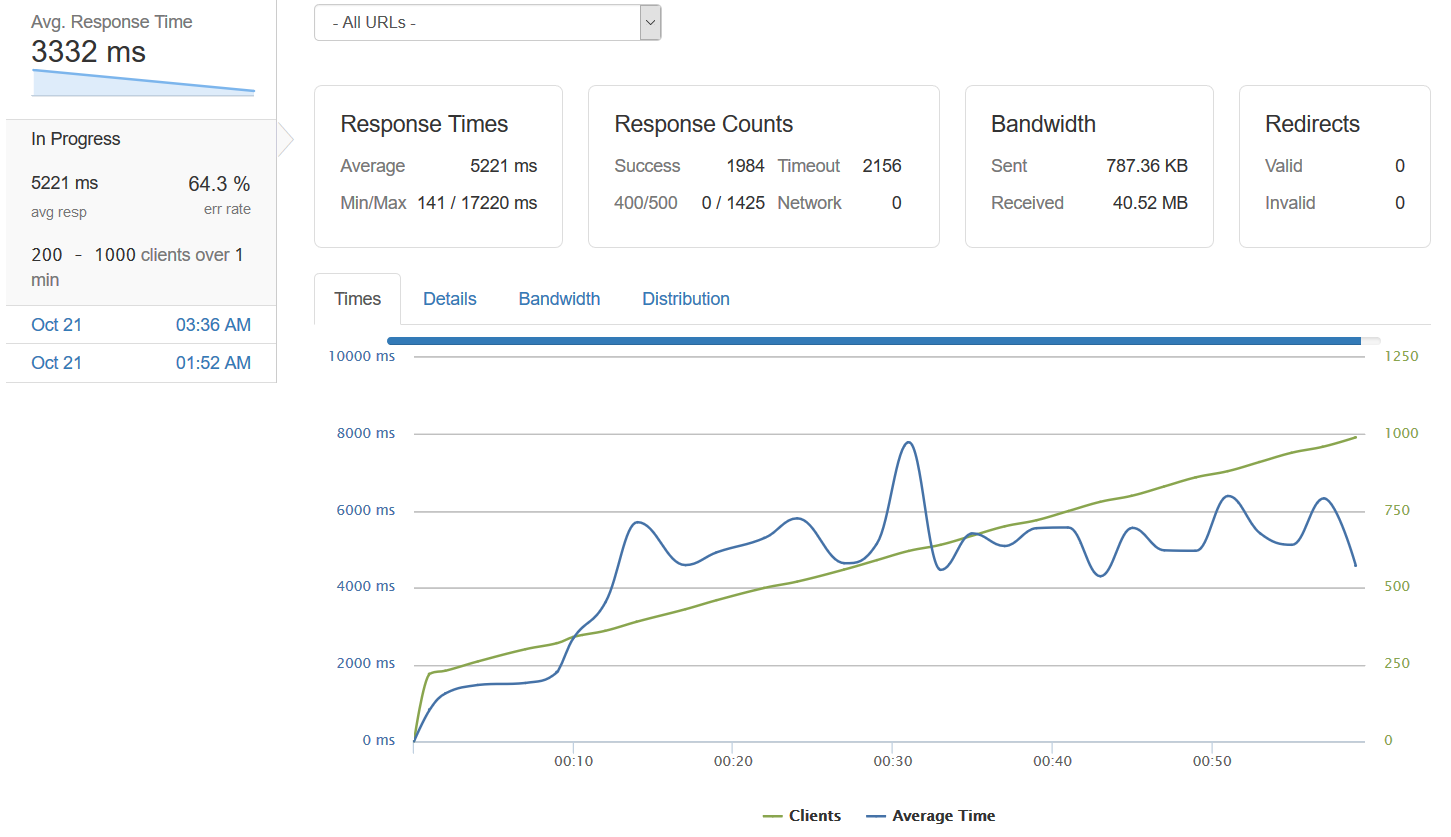 Avg. Response Time
3332 ms
In Progress
5221 ms 64.3 %
avg resp err rate
200 - 1000 clients over 1
min
Oct 21 03:36 AM
Oct 21 01:52 AM
- All URLs -
Response Times
Average 5221 ms
Min/Max 141 / 17220 ms
Response Counts
Success 1984 Timeout 2156
400/500 0 / 1425 Network 0
Bandwidth
Sent 787.36 KB
Received 40.52 MB
Redirects
Valid 0
Invalid 0
Times Details Bandwidth Distribution
10000 ms 1250
8000 ms 1000
6000 ms 750
4000 ms 500
2000 ms 250
0 ms 0
00:10 00:20 00:30 00:40 00:50
Clients Average Time